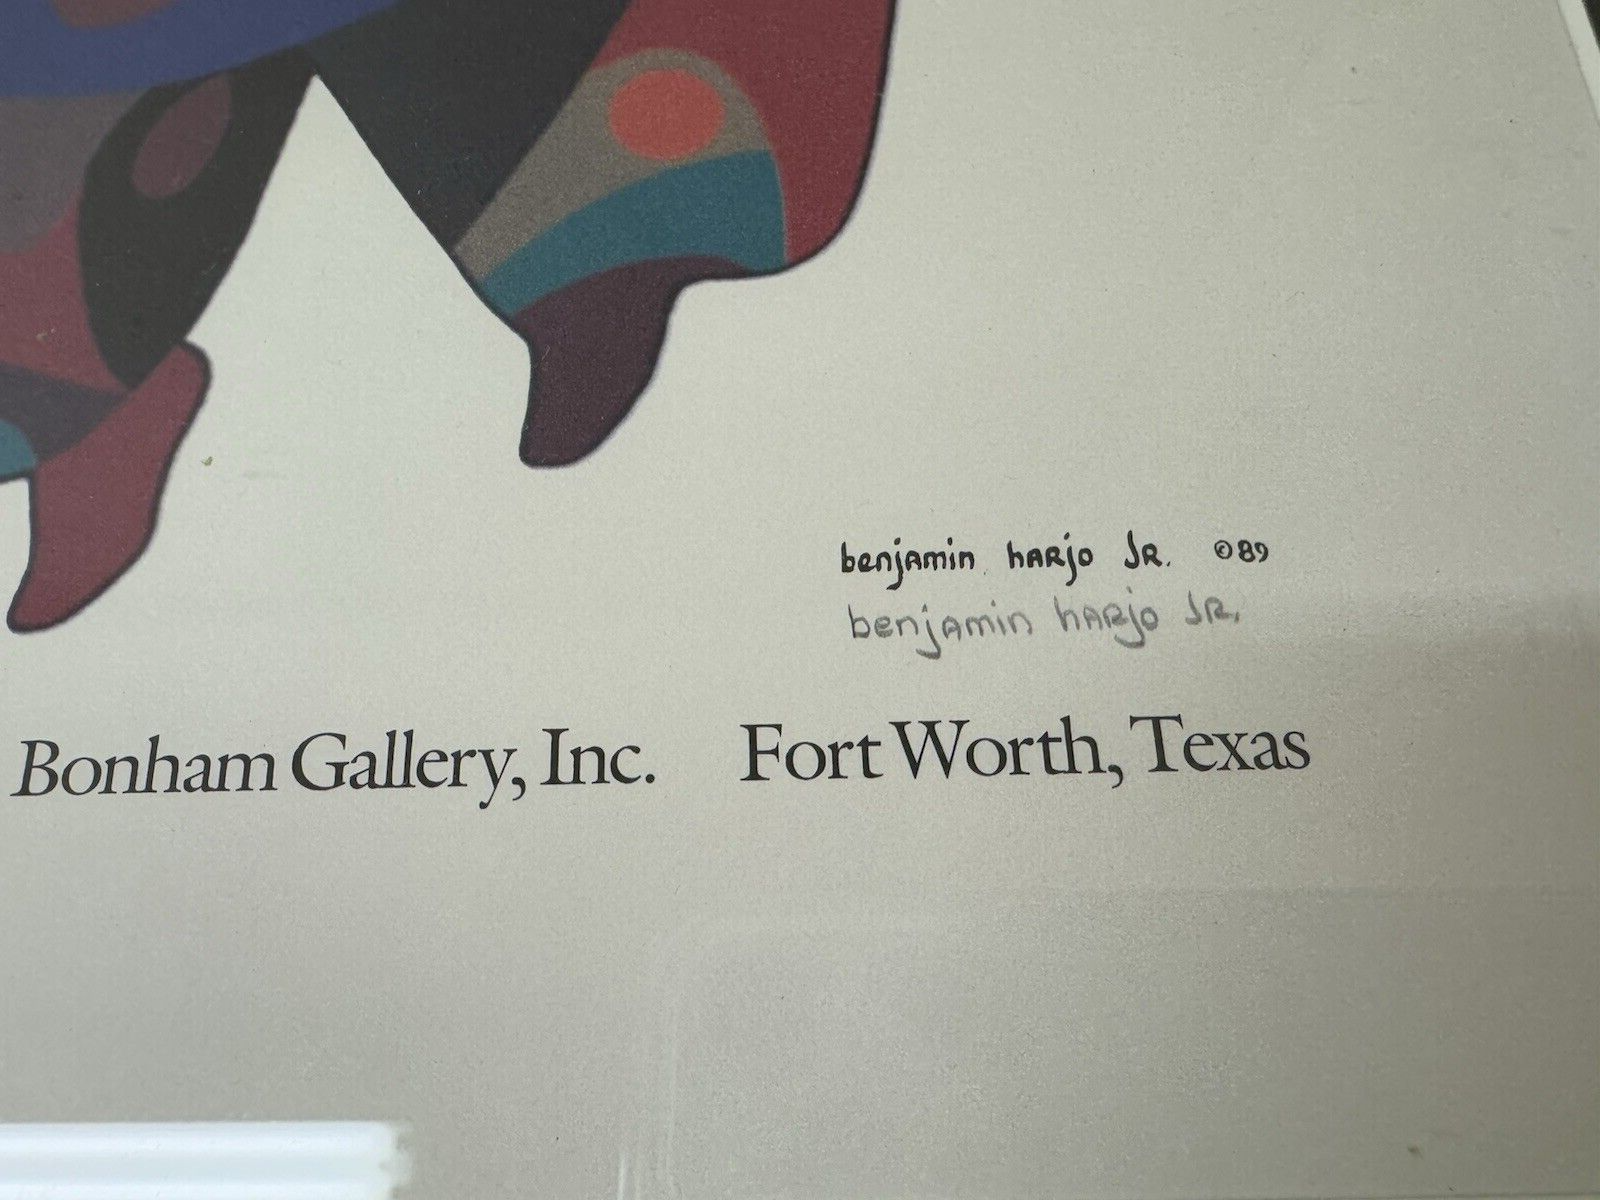 benjamin harjo Jr. ©89
benjamin harjo Jr.
Bonham Gallery, Inc. Fort Worth, Texas